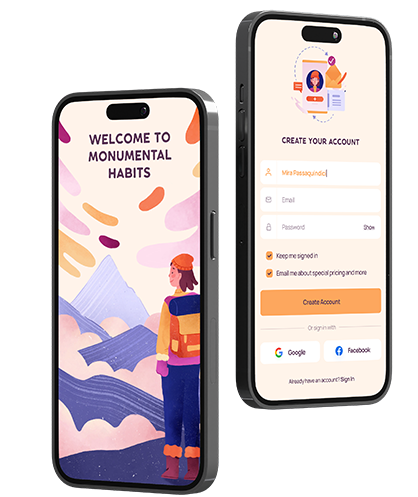 WELCOME TO
MONUMENTAL
HABITS
CREATE YOUR ACCOUNT
Mira Passaquindici
Email
Password Show
Keep me signed in
Email me about special pricing and more
Create Account
Or sign in with
Google Facebook
Already have an account? Sign In